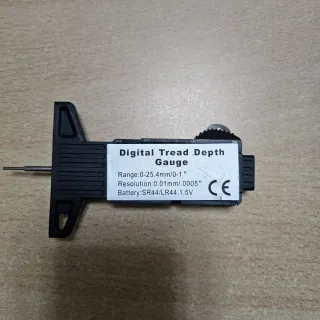 Digital Tread Depth
Gauge
Range:0-25.4mm/0-1"
Resolution:0.01mm/.0005"
Battery:SR44/LR44,1.5V
CE